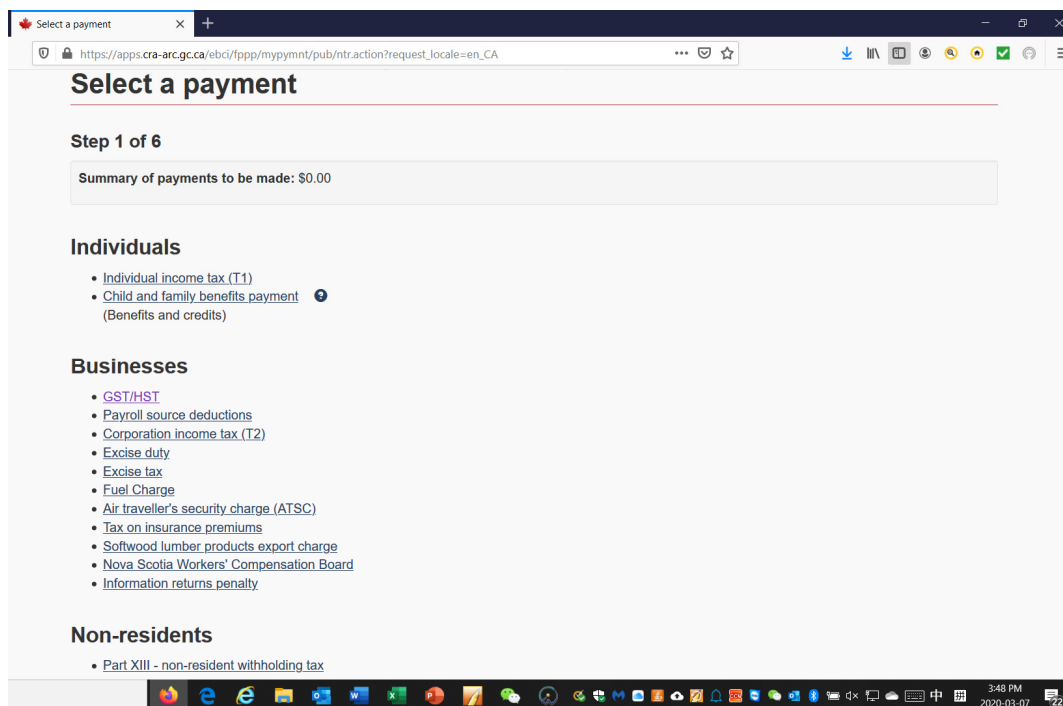 Select a payment
https://apps.cra-arc.gc.ca/ebci/fppp/mypymnt/pub/ntr.action?request_locale=en_CA
Select a payment
Step 1 of 6
Summary of payments to be made: $0.00
Individuals
Individual income tax (T1)
Child and family benefits payment
(Benefits and credits)
Businesses
GST/HST
Payroll source deductions
Corporation income tax (T2)
Excise duty
Excise tax
Fuel Charge
Air traveller's security charge (ATSC)
Tax on insurance premiums
Softwood lumber products export charge
Nova Scotia Workers' Compensation Board
Information returns penalty
Non-residents
Part XIII - non-resident withholding tax
中 拼 3:48 PM
2020-03-07 22